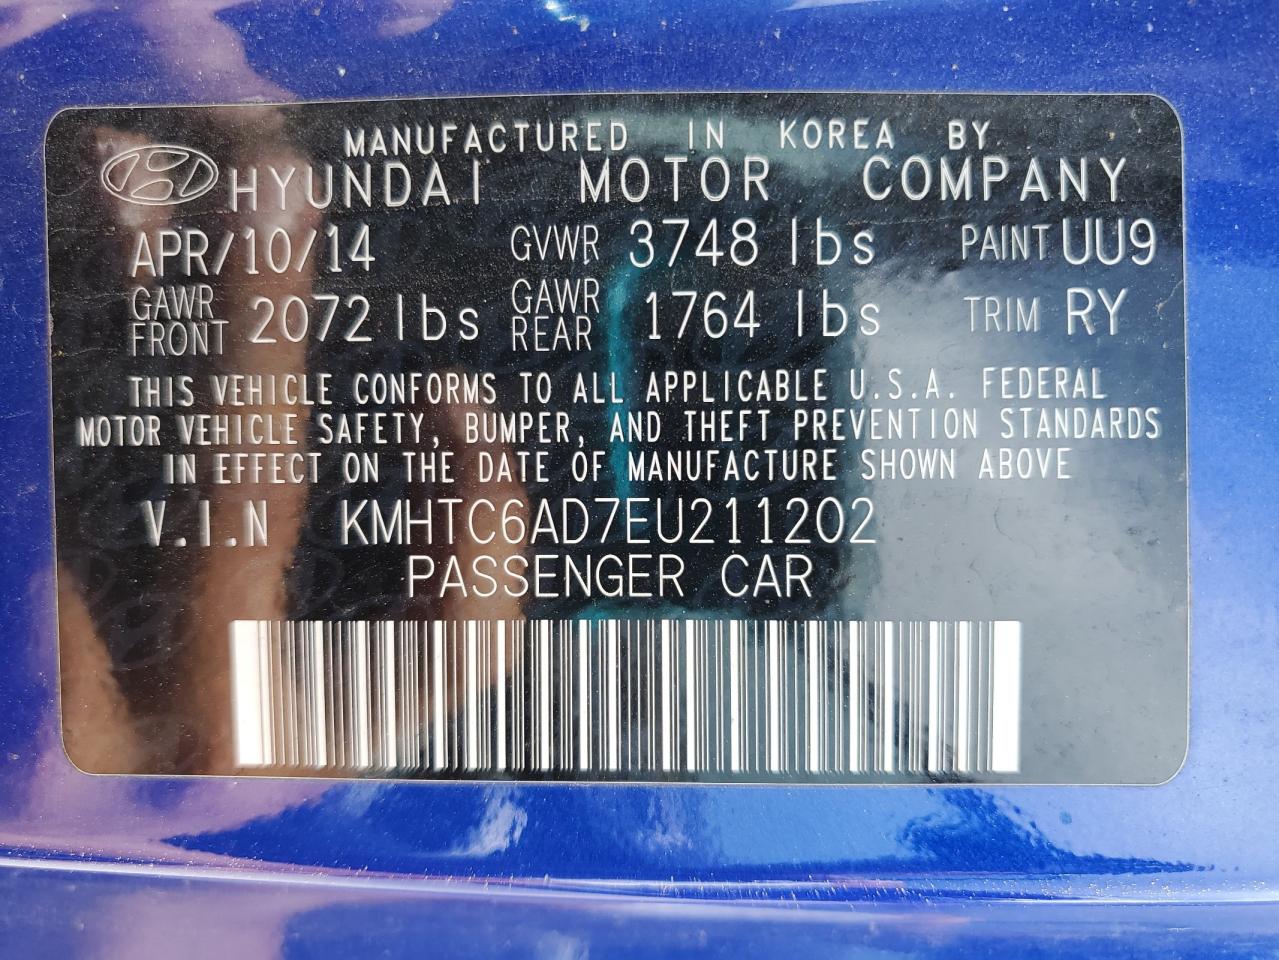 MANUFACTURED IN KOREA BY
HYUNDAI MOTOR COMPANY
APR/10/14 GVWR 3748 lbs PAINT UU9
GAWR FRONT 2072 lbs GAWR REAR 1764 lbs TRIM RY
THIS VEHICLE CONFORMS TO ALL APPLICABLE U.S.A. FEDERAL
MOTOR VEHICLE SAFETY, BUMPER, AND THEFT PREVENTION STANDARDS
IN EFFECT ON THE DATE OF MANUFACTURE SHOWN ABOVE
V.I.N KMHTC6AD7EU211202
PASSENGER CAR